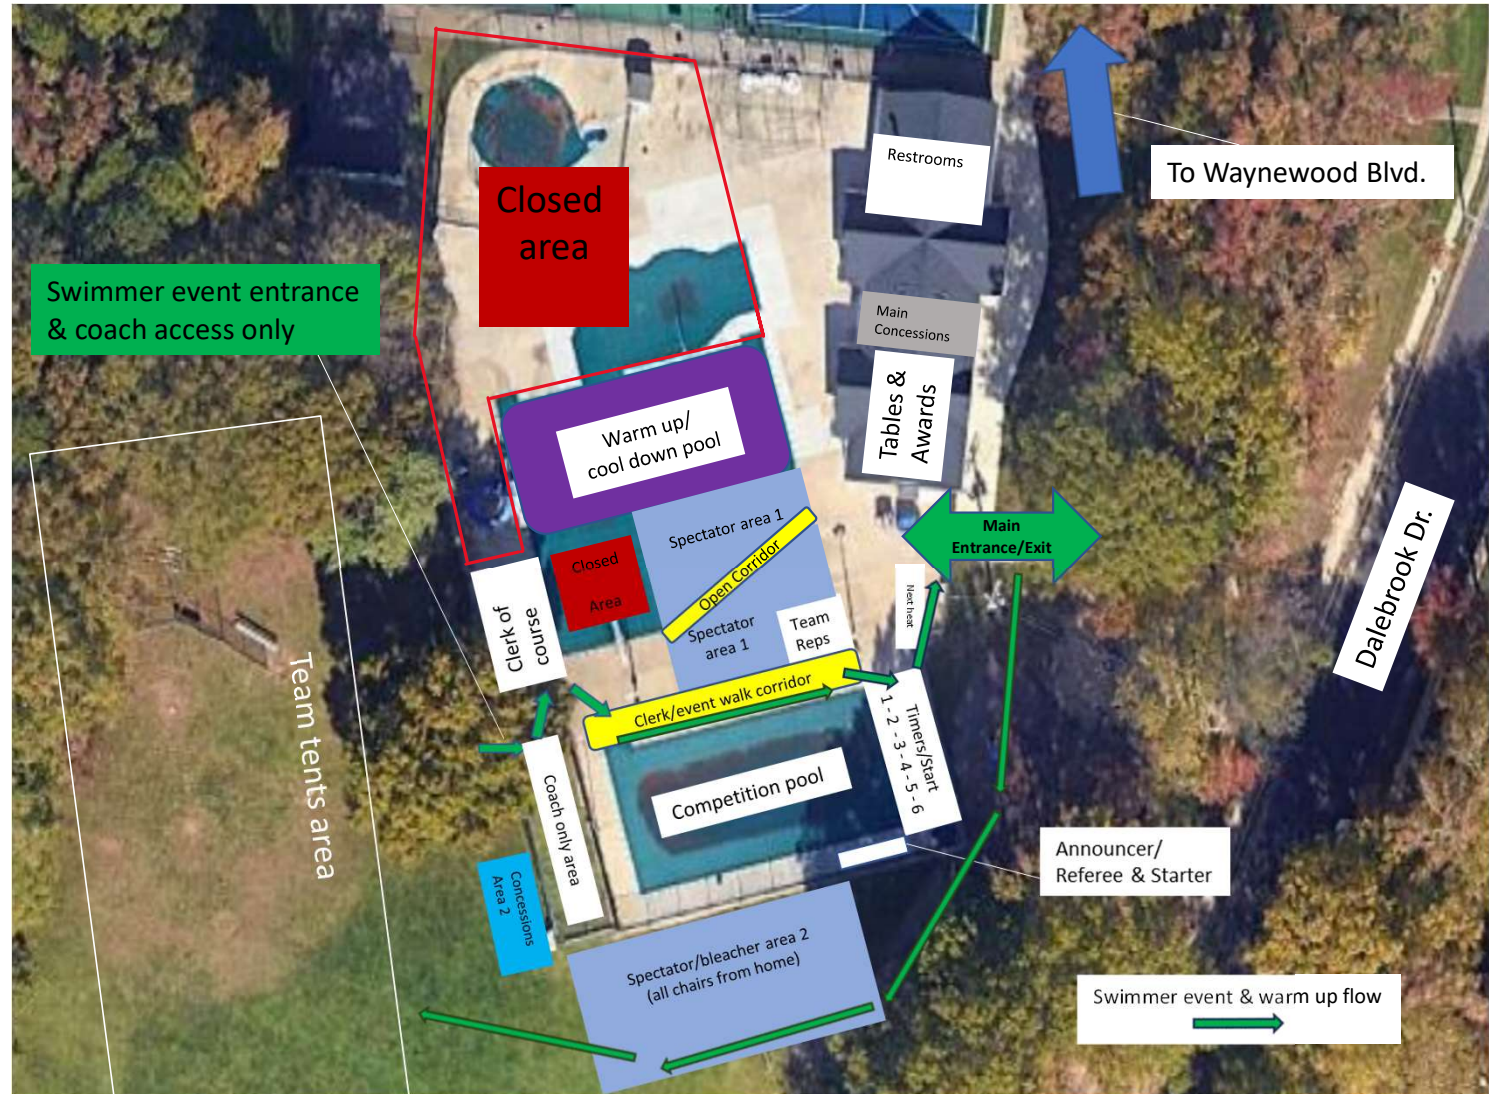 Restrooms
To Waynewood Blvd.
Closed
area
Swimmer event entrance
& coach access only
Main
Concessions
Tables &
Awards
Warm up/
cool down pool
Spectator area 1
Open Corridor
Main
Entrance/Exit
Closed
Area
Clerk of
course
Next heat
Spectator
area 1
Team
Reps
Dalebrook Dr.
Team tents area
Clerk/event walk corridor
Timers/Start
1 - 2 - 3 - 4 - 5 - 6
Competition pool
Coach only area
Announcer/
Referee & Starter
Concessions
Area 2
Spectator/bleacher area 2
(all chairs from home)
Swimmer event & warm up flow